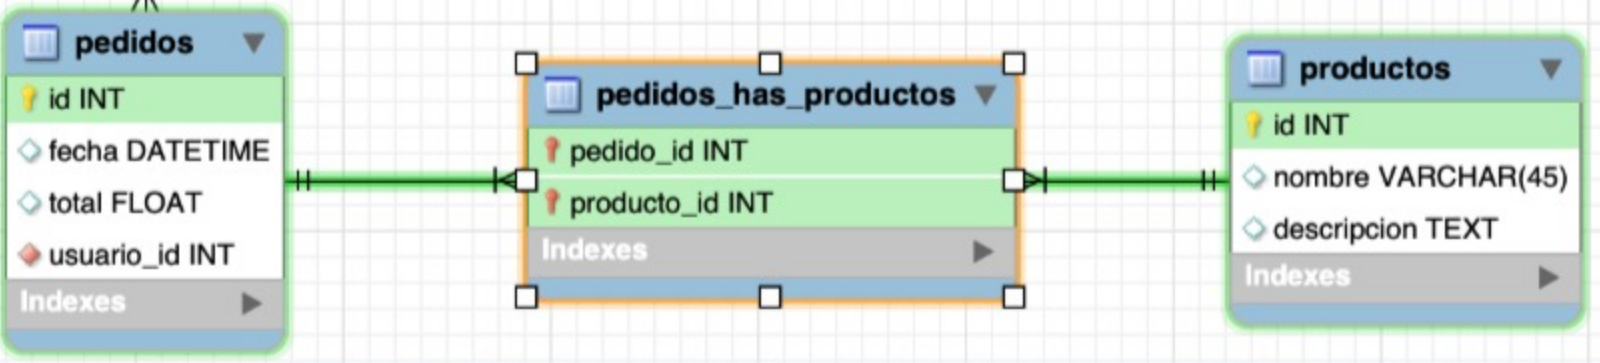 pedidos
id INT
fecha DATETIME
total FLOAT
usuario_id INT
Indexes
pedidos_has_productos
pedido_id INT
producto_id INT
Indexes
productos
id INT
nombre VARCHAR(45)
descripcion TEXT
Indexes